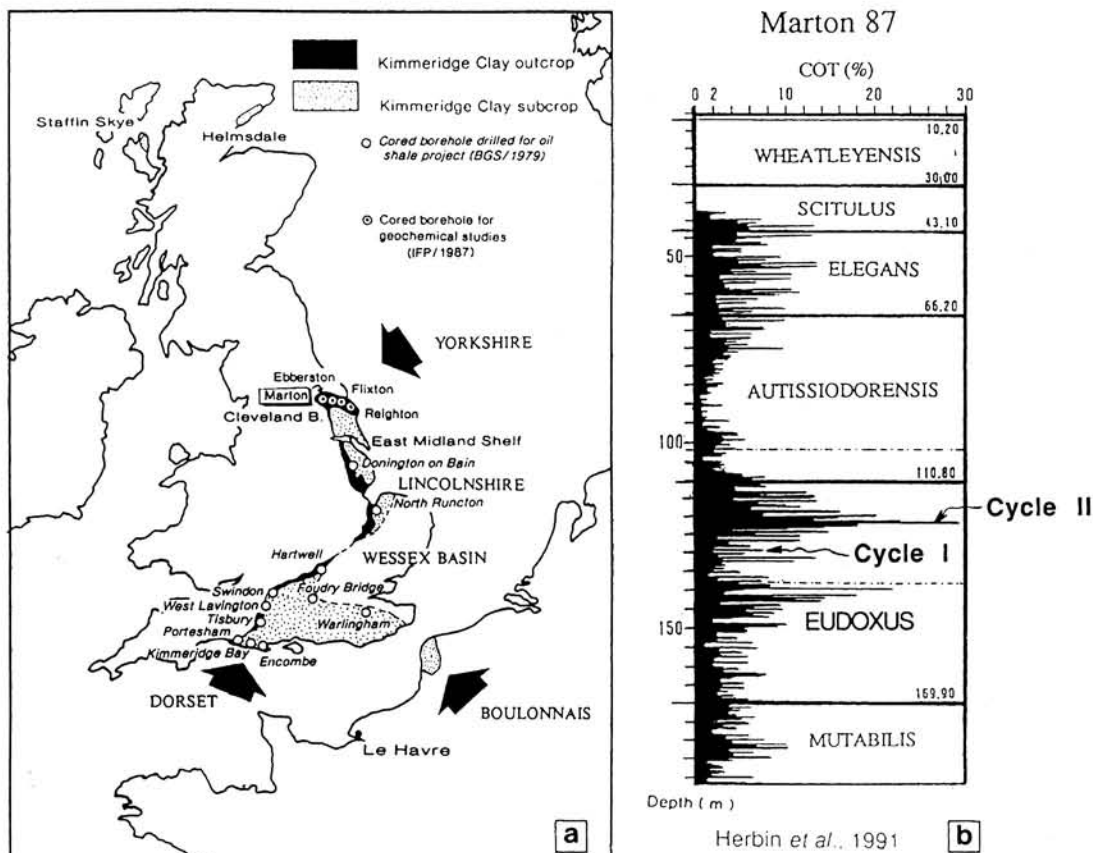 Kimmeridge Clay outcrop
Kimmeridge Clay subcrop
Staffin Skye
Helmsdale
Cored borehole drilled for oil
shale project (BGS/1979)
Cored borehole for
geochemical studies
(IFP/1987)
YORKSHIRE
Ebberston
Flixton
Marton
Reighton
Cleveland B.
East Midland Shelf
Donington on Bain
LINCOLNSHIRE
North Runcton
WESSEX BASIN
Hartwell
Foudry Bridge
Swindon
West Lavington
Tisbury
Warlingham
Portesham
Kimmeridge Bay
Encombe
DORSET
BOULONNAIS
Le Havre
a
Marton 87
COT (%)
0 2 10 20 30
10,20
WHEATLEYENSIS
30,00
SCITULUS
43,10
50
ELEGANS
66,20
AUTISSIODORENSIS
100
110,80
Cycle II
Cycle I
EUDOXUS
150
169,90
MUTABILIS
Depth (m)
Herbin et al., 1991
b